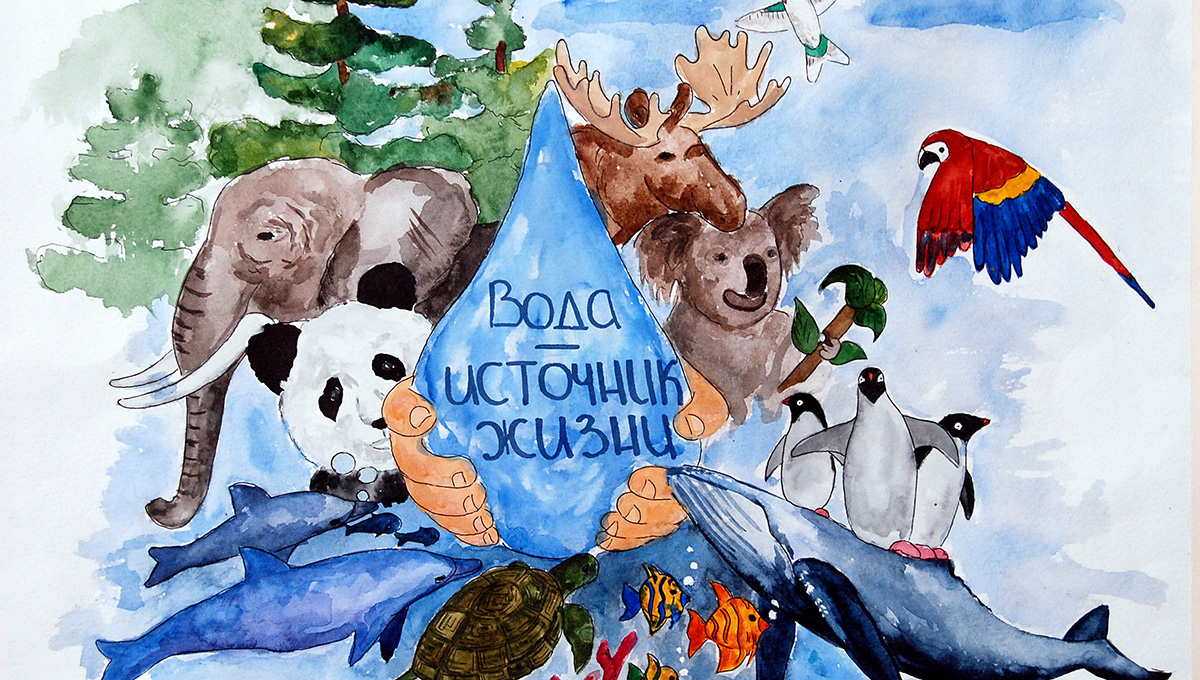 Вода
–
источник
жизни